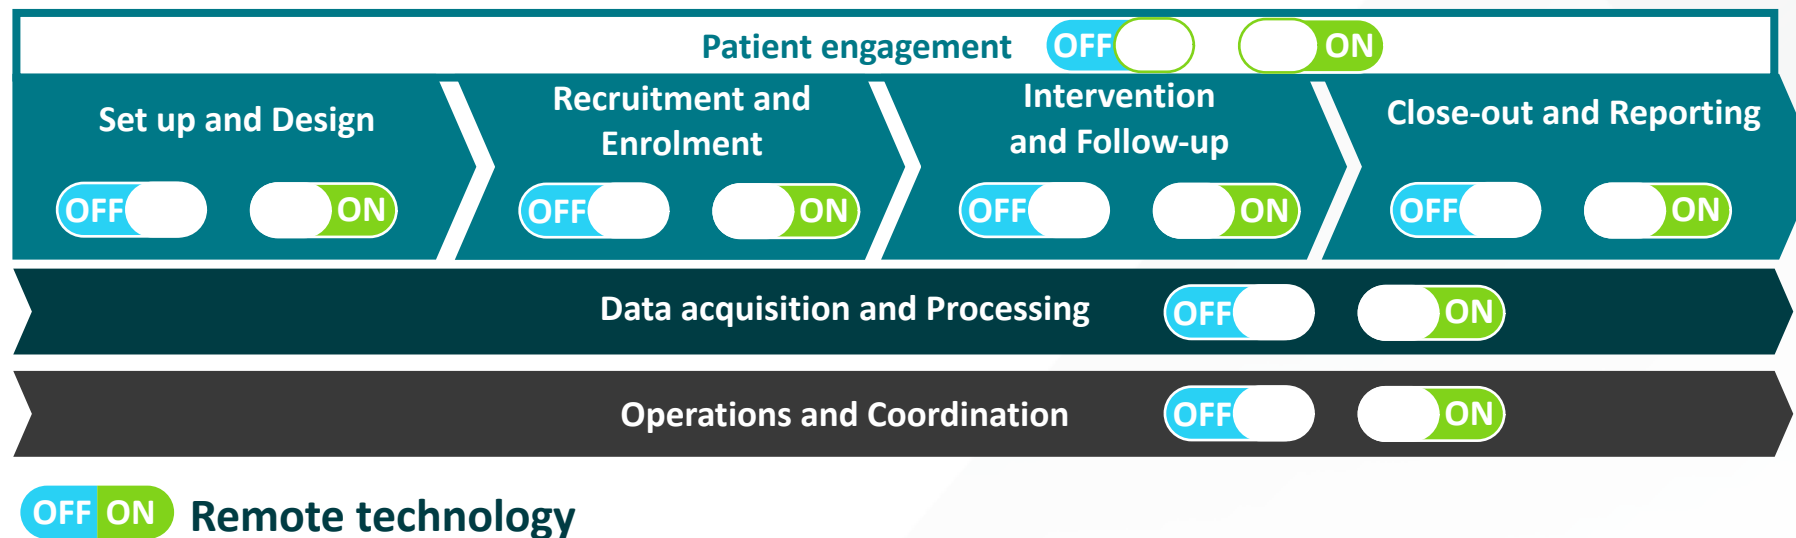 Patient engagement OFF ON
Set up and Design
Recruitment and
Enrolment
Intervention
and Follow-up
Close-out and Reporting
OFF ON OFF ON OFF ON OFF ON
Data acquisition and Processing OFF ON
Operations and Coordination OFF ON
OFF ON Remote technology